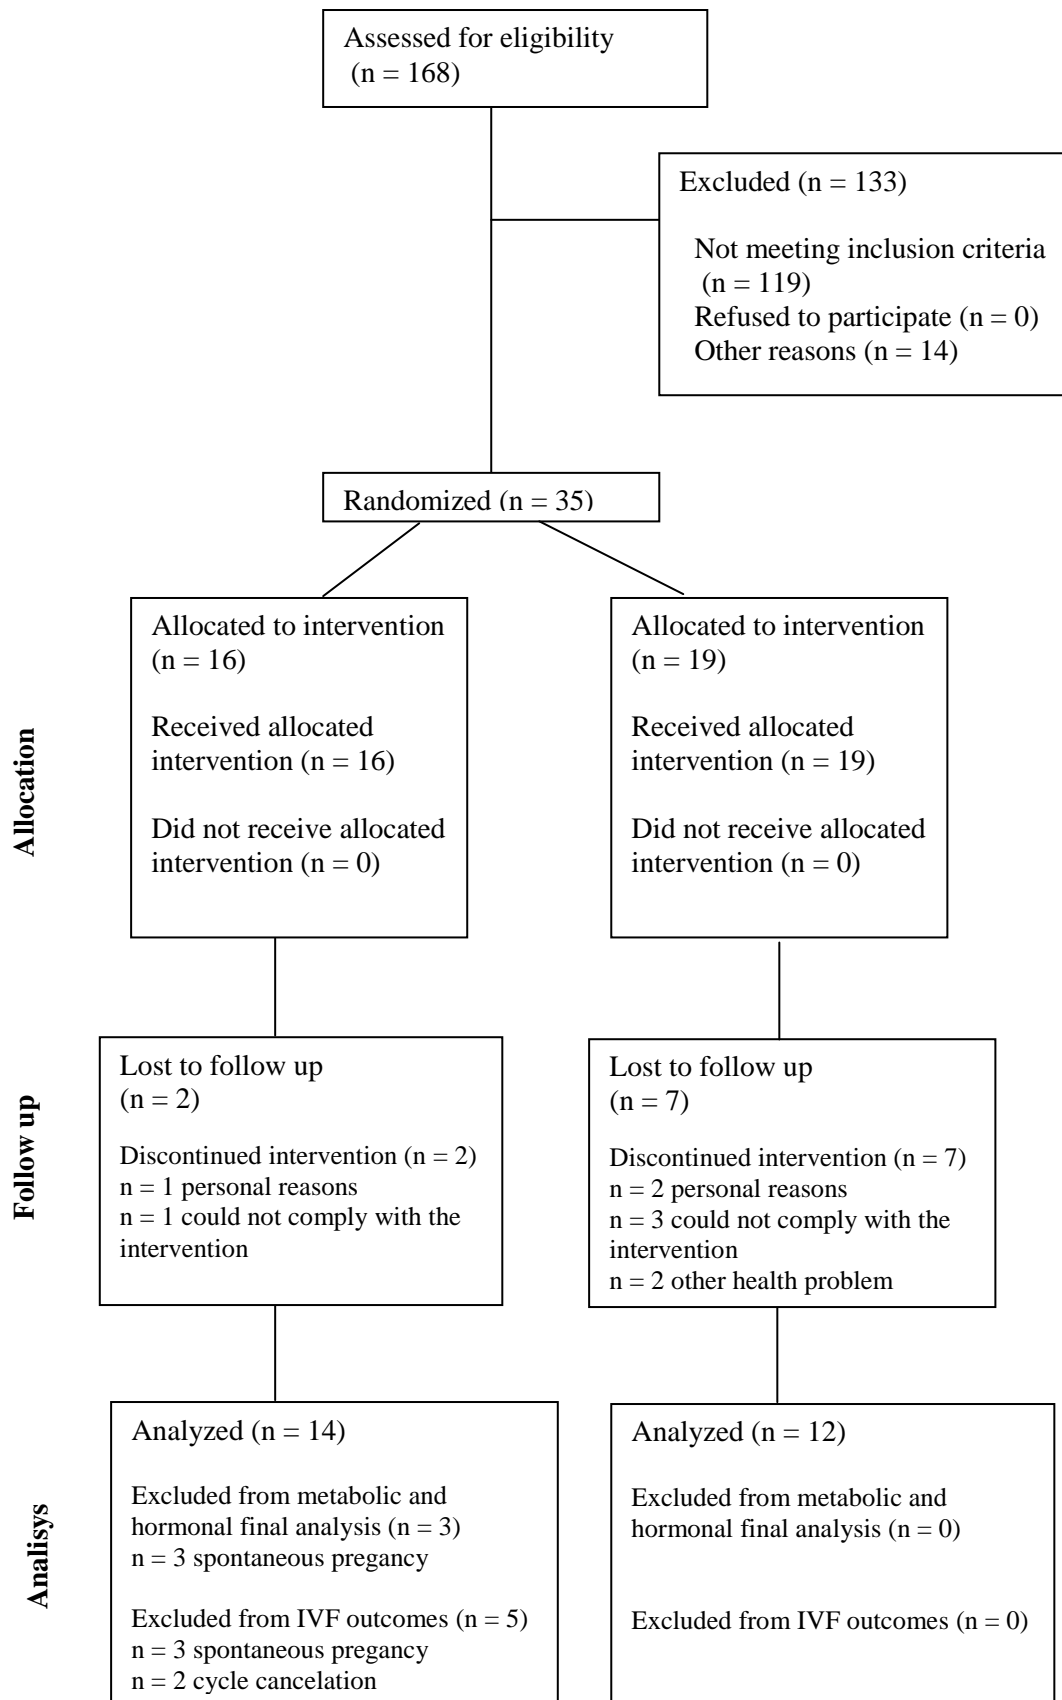 Assessed for eligibility
(n = 168)
Excluded (n = 133)
Not meeting inclusion criteria
(n = 119)
Refused to participate (n = 0)
Other reasons (n = 14)
Randomized (n = 35)
Allocation
Allocated to intervention
(n = 16)
Received allocated
intervention (n = 16)
Did not receive allocated
intervention (n = 0)
Allocated to intervention
(n = 19)
Received allocated
intervention (n = 19)
Did not receive allocated
intervention (n = 0)
Follow up
Lost to follow up
(n = 2)
Discontinued intervention (n = 2)
n = 1 personal reasons
n = 1 could not comply with the
intervention
Lost to follow up
(n = 7)
Discontinued intervention (n = 7)
n = 2 personal reasons
n = 3 could not comply with the
intervention
n = 2 other health problem
Analisys
Analyzed (n = 14)
Excluded from metabolic and
hormonal final analysis (n = 3)
n = 3 spontaneous pregancy
Excluded from IVF outcomes (n = 5)
n = 3 spontaneous pregancy
n = 2 cycle cancelation
Analyzed (n = 12)
Excluded from metabolic and
hormonal final analysis (n = 0)
Excluded from IVF outcomes (n = 0)